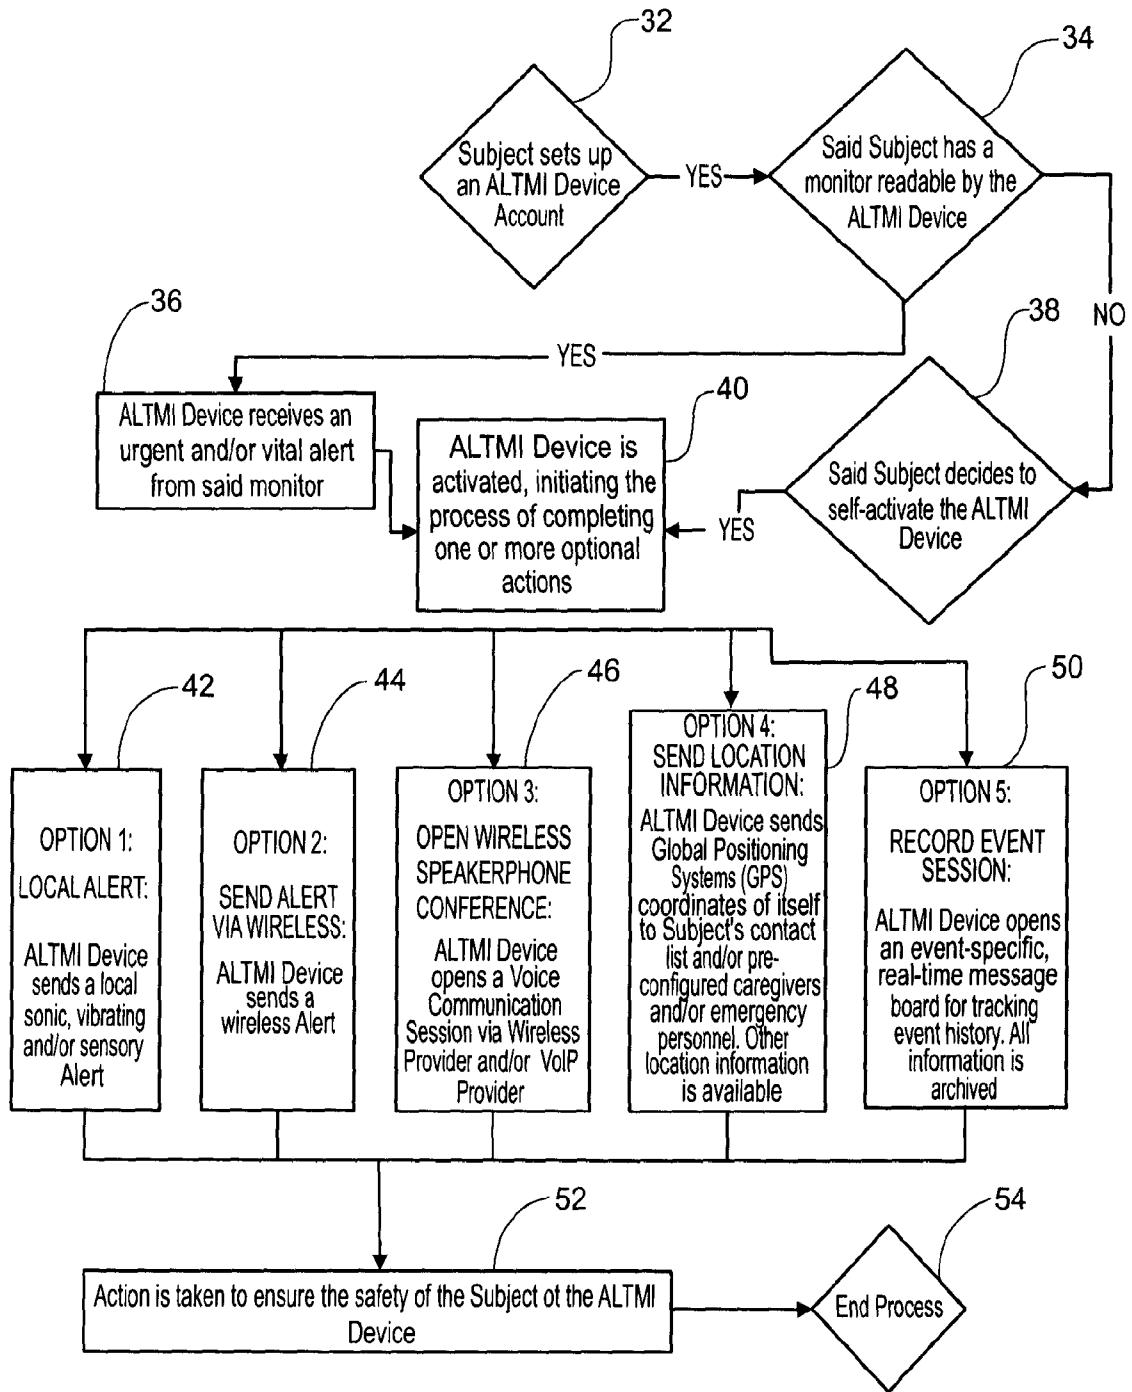 32
34
Subject sets up
an ALTMI Device
Account
YES
Said Subject has a
monitor readable by the
ALTMI Device
NO
36
YES
38
ALTMI Device receives an
urgent and/or vital alert
from said monitor
40
ALTMI Device is
activated, initiating the
process of completing
one or more optional
actions
YES
Said Subject decides to
self-activate the ALTMI
Device
42
OPTION 1:
LOCAL ALERT:
ALTMI Device
sends a local
sonic, vibrating
and/or sensory
Alert
44
OPTION 2:
SEND ALERT
VIA WIRELESS:
ALTMI Device
sends a
wireless Alert
46
OPTION 3:
OPEN WIRELESS
SPEAKERPHONE
CONFERENCE:
ALTMI Device
opens a Voice
Communication
Session via Wireless
Provider and/or VoIP
Provider
48
OPTION 4:
SEND LOCATION
INFORMATION:
ALTMI Device sends
Global Positioning
Systems (GPS)
coordinates of itself
to Subject's contact
list and/or pre-
configured caregivers
and/or emergency
personnel. Other
location information
is available
50
OPTION 5:
RECORD EVENT
SESSION:
ALTMI Device opens
an event-specific,
real-time message
board for tracking
event history. All
information is
archived
52
Action is taken to ensure the safety of the Subject ot the ALTMI
Device
54
End Process